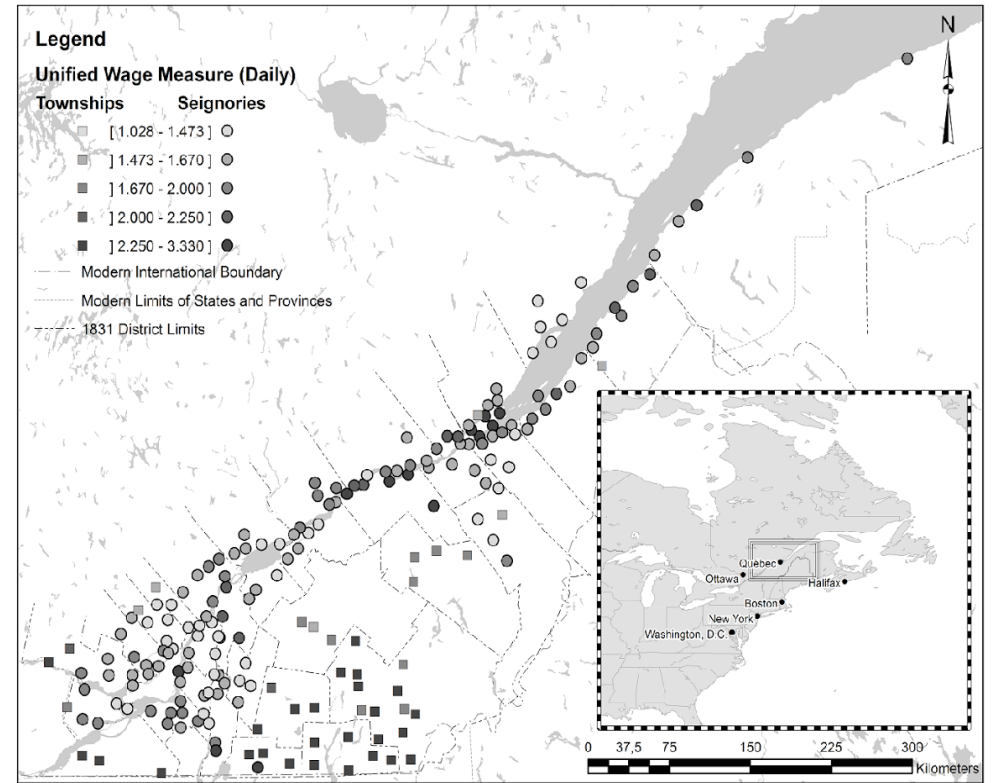 Legend
Unified Wage Measure (Daily)
Townships Seignories
[ 1.028 - 1.473]
] 1.473 - 1.670 ]
] 1.670 - 2.000 ]
] 2.000 - 2.250 ]
] 2.250 - 3.330 ]
Modern International Boundary
Modern Limits of States and Provinces
1831 District Limits
N
Québec
Ottawa
Halifax
Boston
New York
Washington, D.C.
0 37,5 75 150 225 300
Kilometers